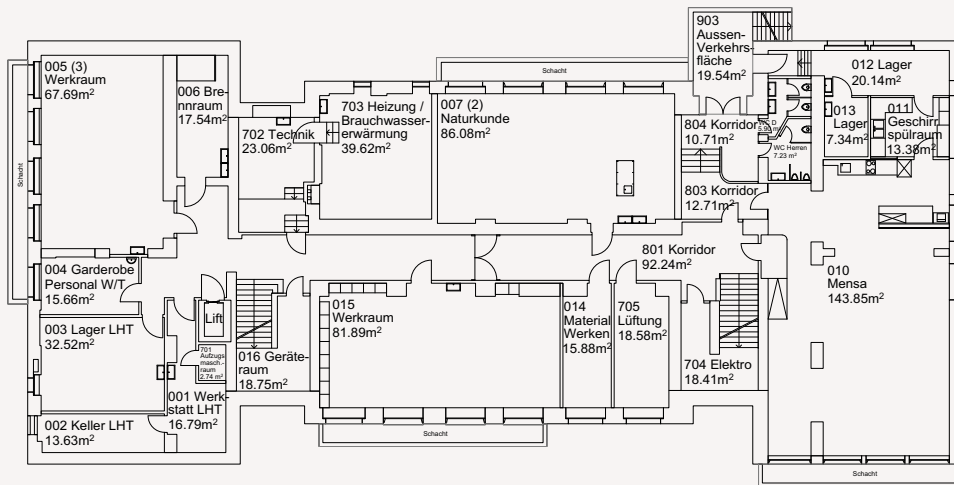 903
Aussen-
Verkehrs-
fläche
19.54m²
005 (3)
Werkraum
67.69m²
006 Bre-
nnraum
17.54m²
Schacht
012 Lager
20.14m²
702 Technik
23.06m²
703 Heizung /
Brauchwasser-
erwärmung
39.62m²
007 (2)
Naturkunde
86.08m²
804 Korridor
10.71m²
WC D
5.90 m²
WC Herren
7.23 m²
013
Lager
7.34m²
011
Geschirr
spülraum
13.38m²
Schacht
803 Korridor
12.71m²
801 Korridor
92.24m²
004 Garderobe
Personal W/T
15.66m²
010
Mensa
143.85m²
015
Werkraum
81.89m²
014
Material
Werken
15.88m²
705
Lüftung
18.58m²
Lift
003 Lager LHT
32.52m²
701
Aufzugs
masch.-
raum
2.74 m²
016 Geräte-
raum
18.75m²
704 Elektro
18.41m²
001 Werk-
statt LHT
16.79m²
002 Keller LHT
13.63m²
Schacht
Schacht